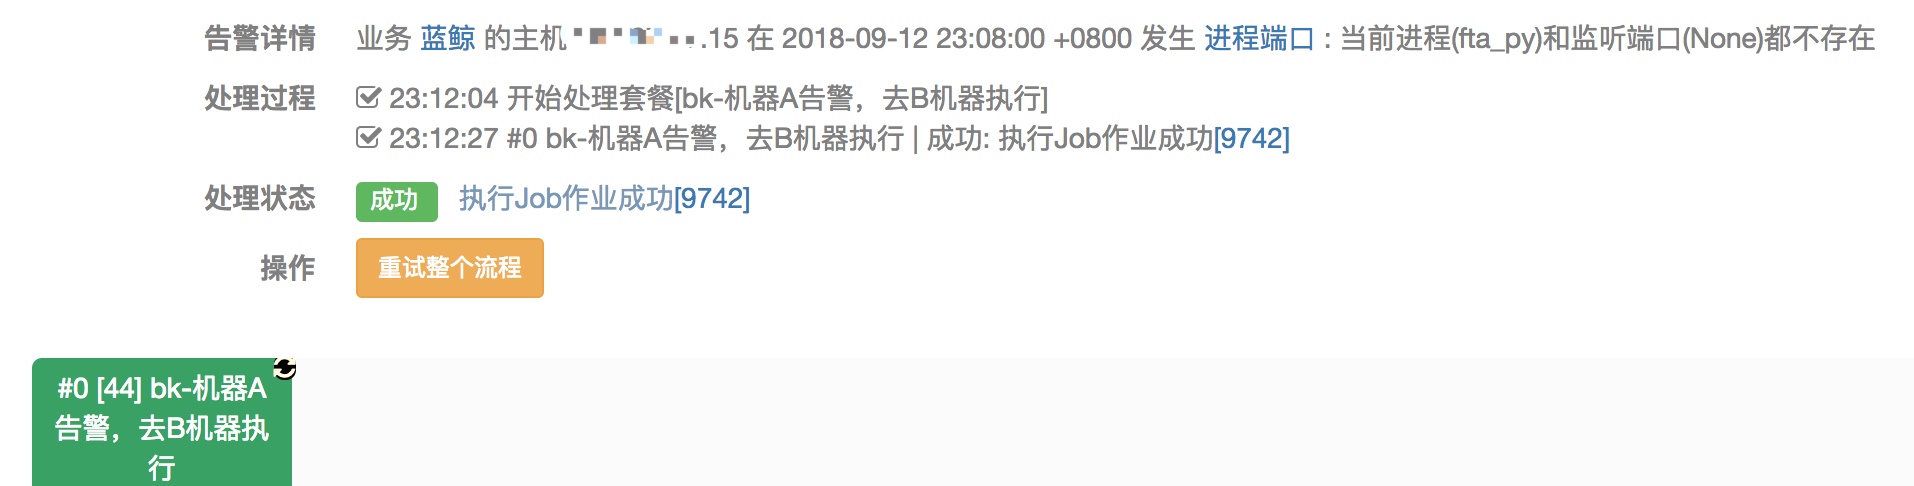 告警详情 业务 蓝鲸 的主机 .15 在 2018-09-12 23:08:00 +0800 发生 进程端口 : 当前进程(fta_py)和监听端口(None)都不存在
处理过程 23:12:04 开始处理套餐[bk-机器A告警，去B机器执行]
23:12:27 #0 bk-机器A告警，去B机器执行 | 成功: 执行Job作业成功[9742]
处理状态 成功 执行Job作业成功[9742]
操作 重试整个流程
#0 [44] bk-机器A
告警，去B机器执
行